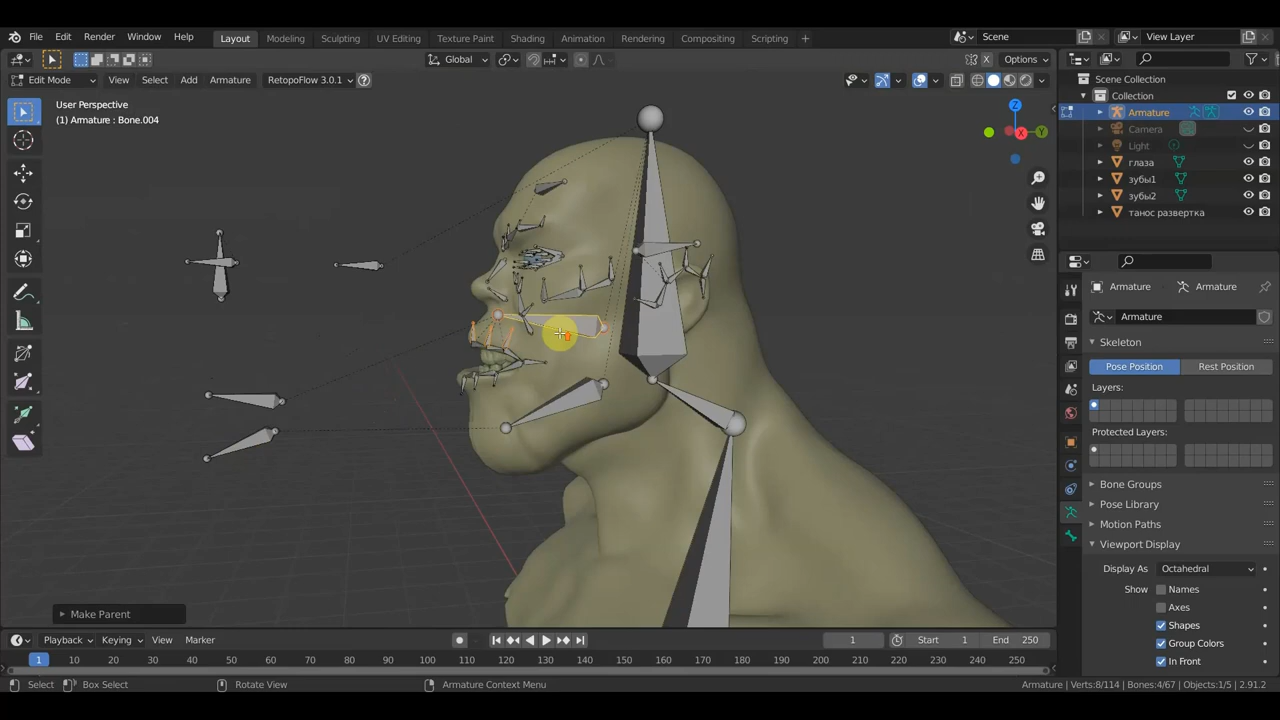 File Edit Render Window Help Layout Modeling Sculpting UV Editing Texture Paint Shading Animation Rendering Compositing Scripting + Scene View Layer
Global X Options
Edit Mode View Select Add Armature RetopoFlow 3.0.1 ?
User Perspective
(1) Armature : Bone.004
Z
X
Y
Make Parent
Scene Collection
Collection
Armature
Camera
Light
глаза
зубы1
зубы2
танос развертка
Armature Armature
Armature
Skeleton
Pose Position Rest Position
Layers:
Protected Layers:
Bone Groups
Pose Library
Motion Paths
Viewport Display
Display As Octahedral
Show Names
Axes
Shapes
Group Colors
In Front
Playback Keying View Marker 1 Start 1 End 250
1 10 20 30 40 50 60 70 80 90 100 110 120 130 140 150 160 170 180 190 200 210 220 230 240 250
Select Box Select Rotate View Armature Context Menu Armature | Verts:8/114 | Bones:4/67 | Objects:1/5 | 2.91.2